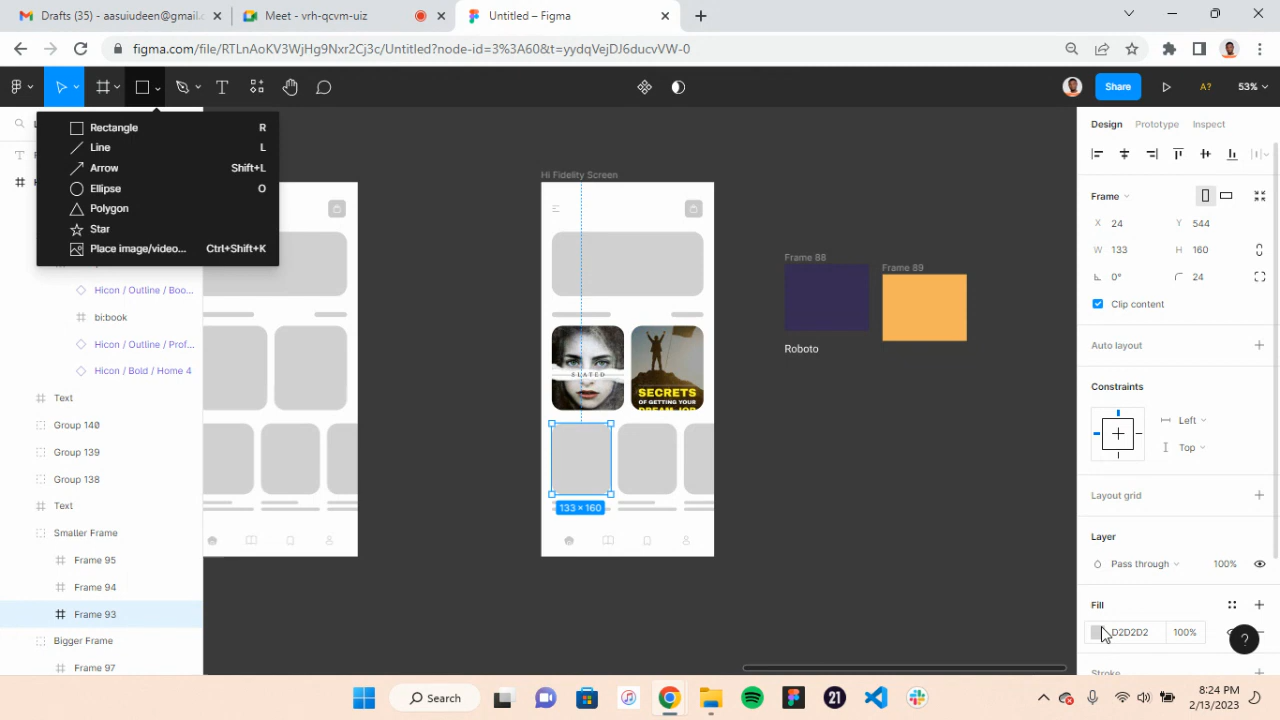 Drafts (35) - aasuiudeen@gmail.c
Meet – vrh-qcvm-uiz
Untitled – Figma
figma.com/file/RTLnAoKV3WjHg9Nxr2Cj3c/Untitled?node-id=3%3A60&t=yydqVejDJ6ducvVW-0
Share
A?
53%
Rectangle R
Line L
Arrow Shift+L
Ellipse O
Polygon
Star
Place image/video... Ctrl+Shift+K
Hicon / Outline / Boo...
bi:book
Hicon / Outline / Prof...
Hicon / Bold / Home 4
Text
Group 140
Group 139
Group 138
Text
Smaller Frame
Frame 95
Frame 94
Frame 93
Bigger Frame
Frame 97
Hi Fidelity Screen
SLATED
SECRETS
OF GETTING YOUR
DREAM JOB
133 × 160
Frame 88
Frame 89
Roboto
Design Prototype Inspect
Frame
X 24 Y 544
W 133 H 160
0° 24
Clip content
Auto layout
Constraints
Left
Top
Layout grid
Layer
Pass through 100%
Fill
D2D2D2 100%
Stroke
?
Search
21
8:24 PM
2/13/2023